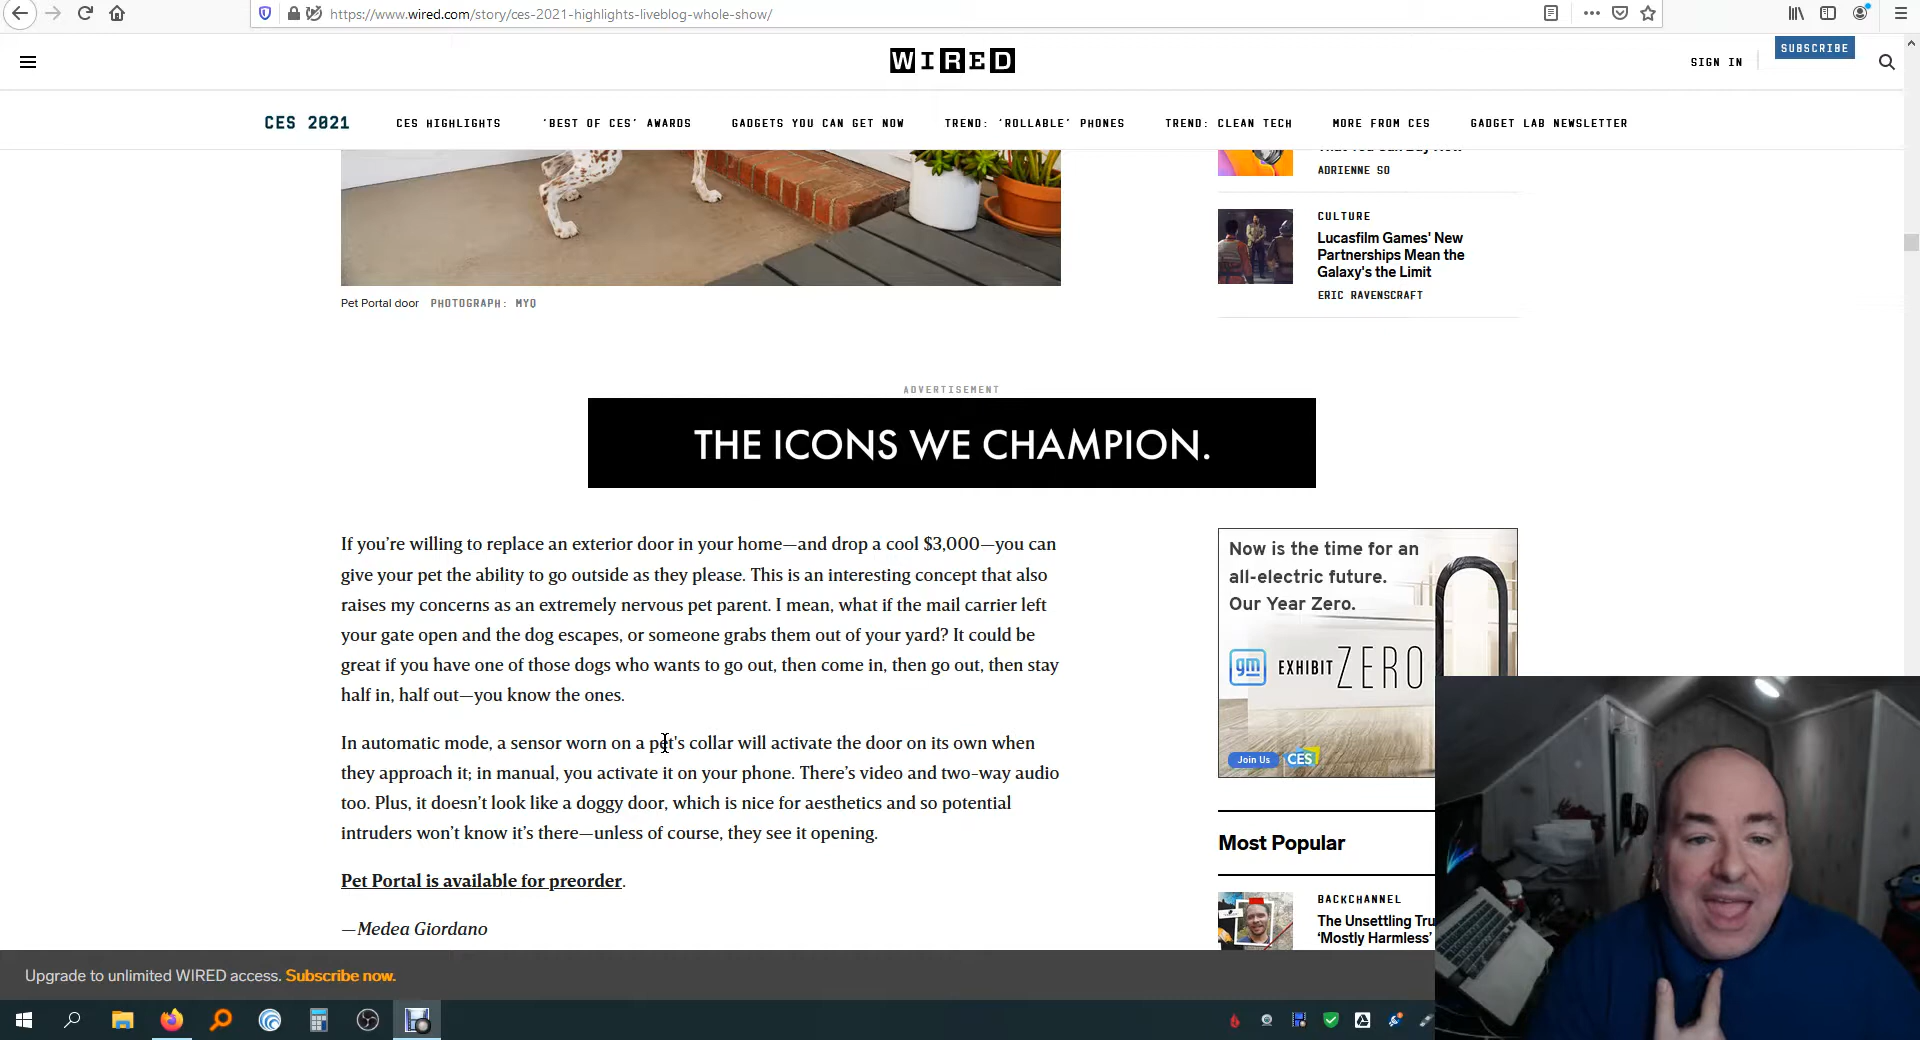 https://www.wired.com/story/ces-2021-highlights-liveblog-whole-show/
WIRED
SIGN IN
SUBSCRIBE
CES 2021
CES HIGHLIGHTS
'BEST OF CES' AWARDS
GADGETS YOU CAN GET NOW
TREND: 'ROLLABLE' PHONES
TREND: CLEAN TECH
MORE FROM CES
GADGET LAB NEWSLETTER
ADRIENNE SO
CULTURE
Lucasfilm Games' New
Partnerships Mean the
Galaxy's the Limit
ERIC RAVENSCRAFT
Pet Portal door PHOTOGRAPH: MYQ
ADVERTISEMENT
THE ICONS WE CHAMPION.
If you're willing to replace an exterior door in your home—and drop a cool $3,000—you can
give your pet the ability to go outside as they please. This is an interesting concept that also
raises my concerns as an extremely nervous pet parent. I mean, what if the mail carrier left
your gate open and the dog escapes, or someone grabs them out of your yard? It could be
great if you have one of those dogs who wants to go out, then come in, then go out, then stay
half in, half out—you know the ones.
In automatic mode, a sensor worn on a pet's collar will activate the door on its own when
they approach it; in manual, you activate it on your phone. There's video and two-way audio
too. Plus, it doesn't look like a doggy door, which is nice for aesthetics and so potential
intruders won't know it's there—unless of course, they see it opening.
Pet Portal is available for preorder.
—Medea Giordano
Now is the time for an
all-electric future.
Our Year Zero.
gm EXHIBIT ZERO
Join Us CES
Most Popular
BACKCHANNEL
The Unsettling Tru
'Mostly Harmless'
Upgrade to unlimited WIRED access. Subscribe now.